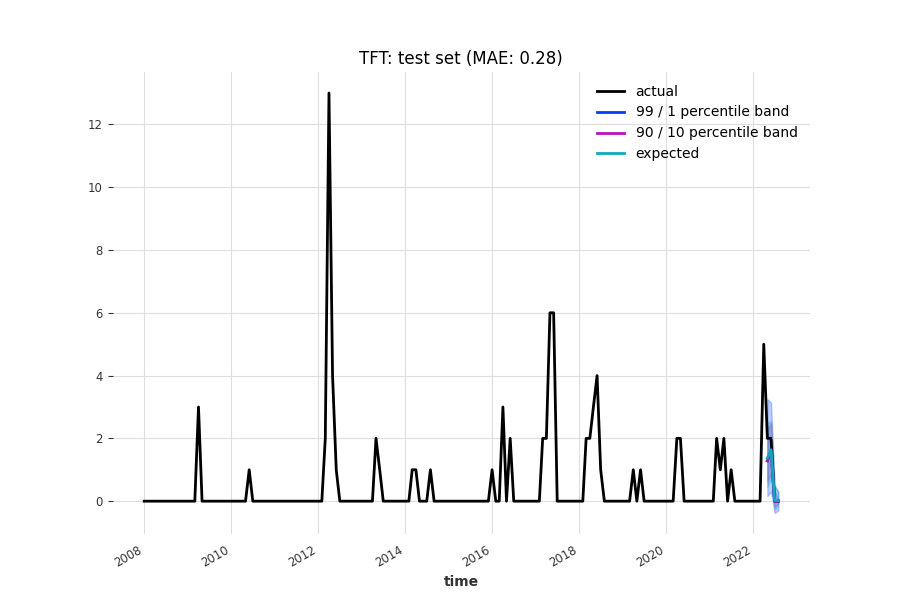 TFT: test set (MAE: 0.28)
actual
99 / 1 percentile band
90 / 10 percentile band
expected
12
10
8
6
4
2
0
2008 2010 2012 2014 2016 2018 2020 2022
time